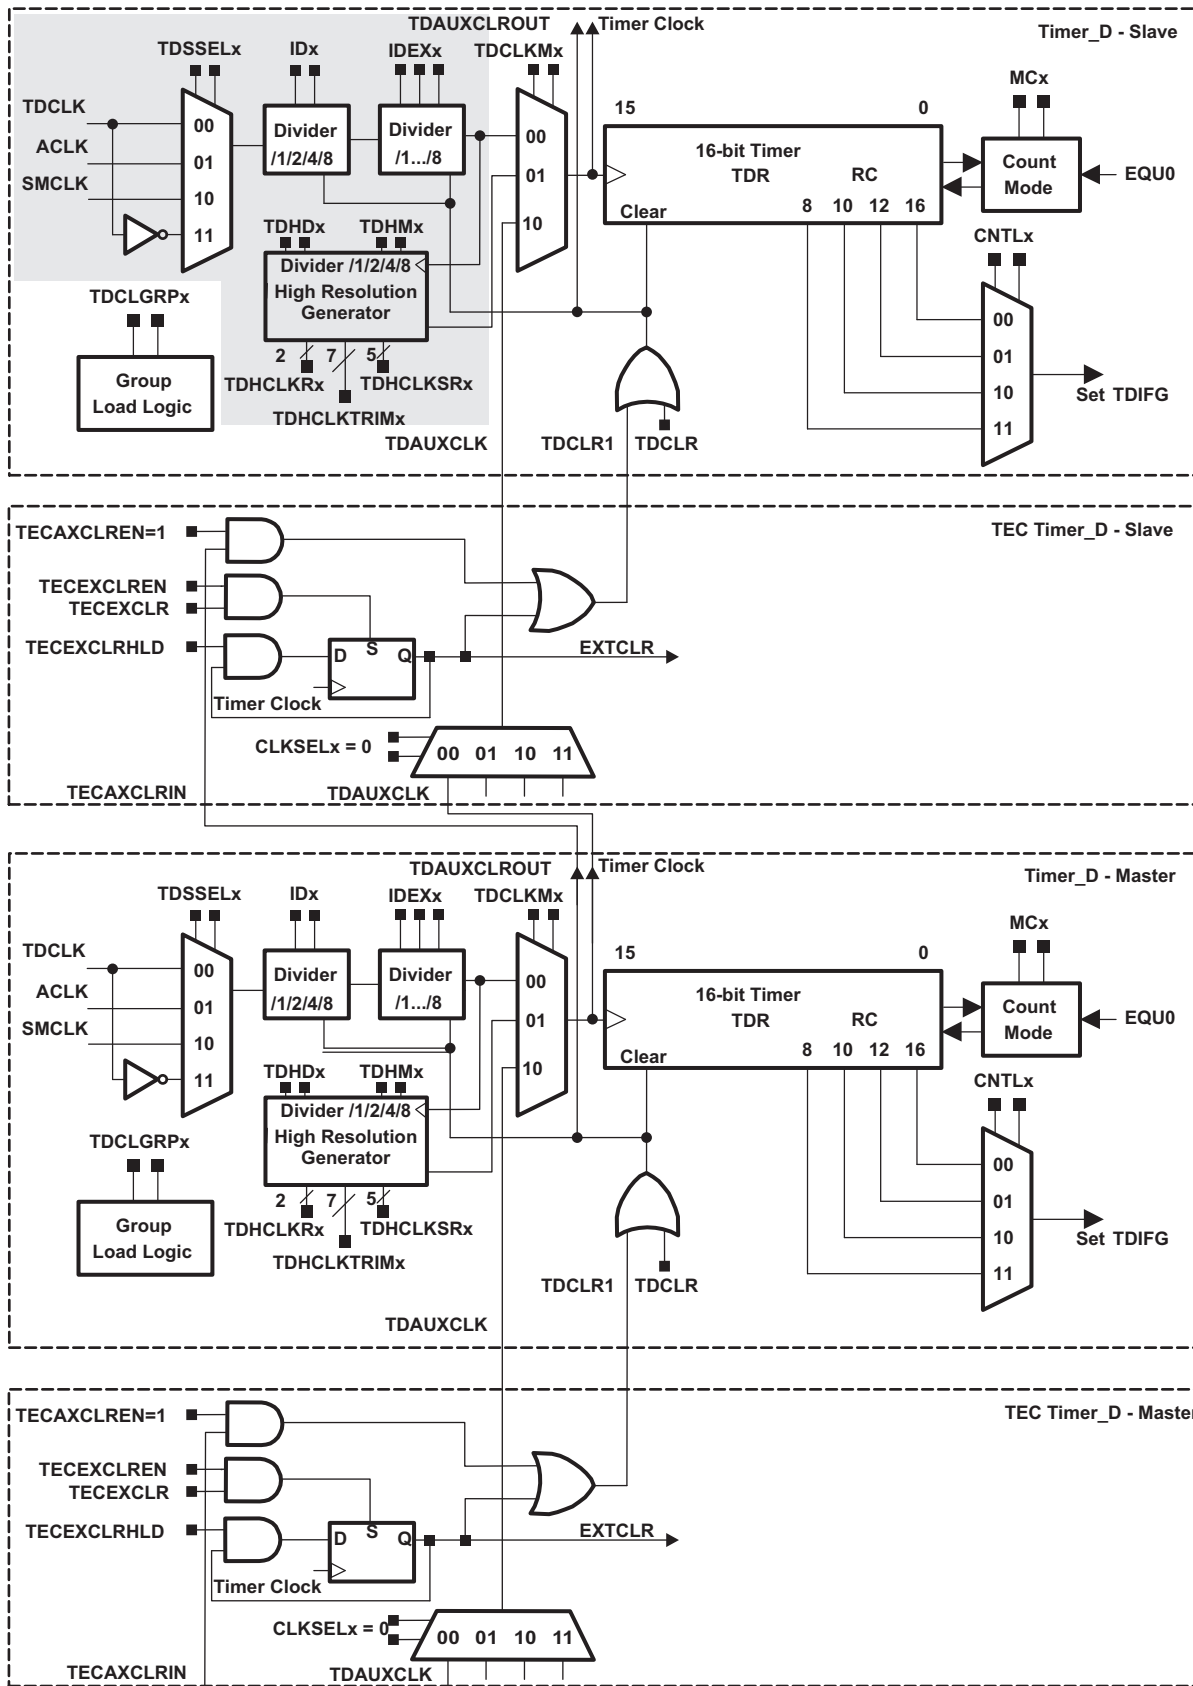 TDAUXCLROUT
Timer Clock
Timer_D - Slave
TDSSELx
IDx
IDEXx
TDCLKMx
MCx
TDCLK
ACLK
SMCLK
00
01
10
11
Divider
/1/2/4/8
Divider
/1.../8
00
01
10
15
0
16-bit Timer
TDR
RC
8 10 12 16
Clear
Count
Mode
EQU0
TDHDx
TDHMx
Divider /1/2/4/8
High Resolution
Generator
CNTLx
TDCLGRPx
Group
Load Logic
2
7
5
TDHCLKRx
TDHCLKSRx
TDHCLKTRIMx
TDAUXCLK
TDCLR1
TDCLR
00
01
10
11
Set TDIFG
TECAXCLREN=1
TEC Timer_D - Slave
TECEXCLREN
TECEXCLR
TECEXCLRHLD
D
S
Q
EXTCLR
Timer Clock
CLKSELx = 0
00 01 10 11
TECAXCLRIN
TDAUXCLK
TDAUXCLROUT
Timer Clock
Timer_D - Master
TDSSELx
IDx
IDEXx
TDCLKMx
MCx
TDCLK
ACLK
SMCLK
00
01
10
11
Divider
/1/2/4/8
Divider
/1.../8
00
01
10
15
0
16-bit Timer
TDR
RC
8 10 12 16
Clear
Count
Mode
EQU0
TDHDx
TDHMx
Divider /1/2/4/8
High Resolution
Generator
CNTLx
TDCLGRPx
Group
Load Logic
2
7
5
TDHCLKRx
TDHCLKSRx
TDHCLKTRIMx
TDAUXCLK
TDCLR1
TDCLR
00
01
10
11
Set TDIFG
TECAXCLREN=1
TEC Timer_D - Master
TECEXCLREN
TECEXCLR
TECEXCLRHLD
D
S
Q
EXTCLR
Timer Clock
CLKSELx = 0
00 01 10 11
TECAXCLRIN
TDAUXCLK